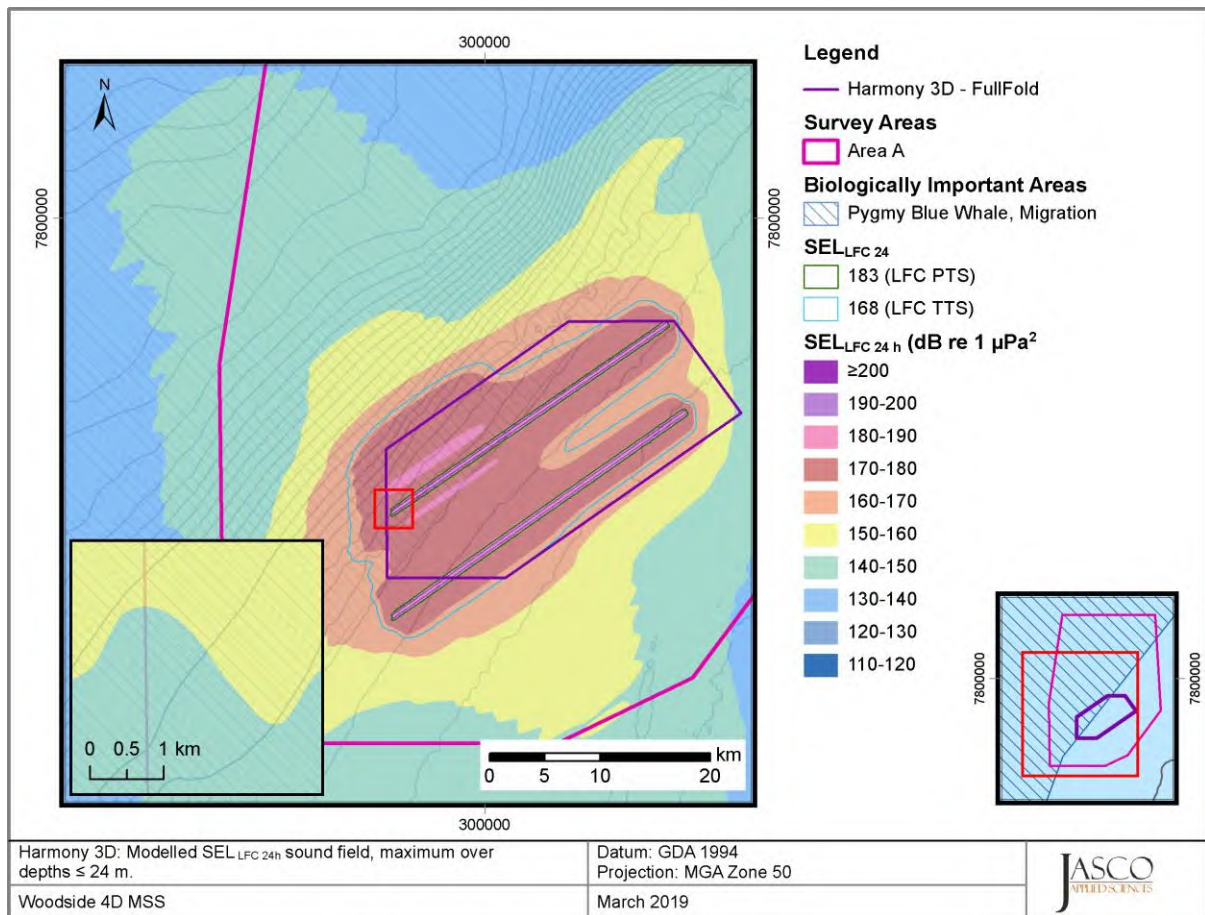 300000
7800000
7800000
N
0 0.5 1 km
km
0 5 10 20
300000
Legend
Harmony 3D - FullFold
Survey Areas
Area A
Biologically Important Areas
Pygmy Blue Whale, Migration
SELLFC 24
183 (LFC PTS)
168 (LFC TTS)
SELLFC 24 h (dB re 1 µPa²
≥200
190-200
180-190
170-180
160-170
150-160
140-150
130-140
120-130
110-120
7800000
7800000
300000
Harmony 3D: Modelled SEL LFC 24h sound field, maximum over
depths ≤ 24 m.
Woodside 4D MSS
Datum: GDA 1994
Projection: MGA Zone 50
March 2019
JASCO
APPLIED SCIENCES